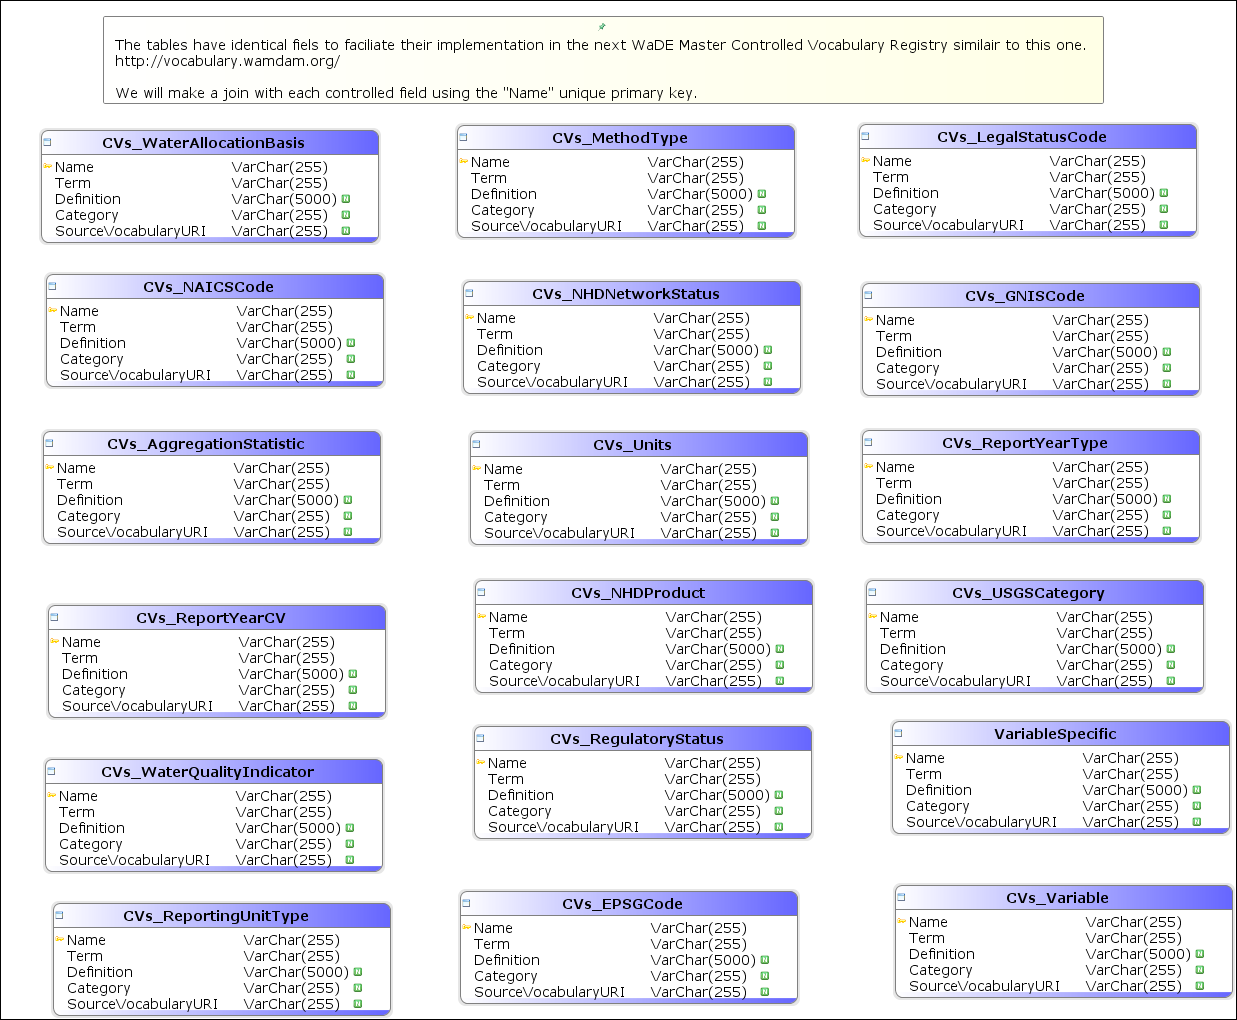 The tables have identical fiels to faciliate their implementation in the next WaDE Master Controlled Vocabulary Registry similair to this one.
http://vocabulary.wamdam.org/
We will make a join with each controlled field using the "Name" unique primary key.
CVs_WaterAllocationBasis
Name VarChar(255)
Term VarChar(255)
Definition VarChar(5000) N
Category VarChar(255) N
SourceVocabularyURI VarChar(255) N
CVs_MethodType
Name VarChar(255)
Term VarChar(255)
Definition VarChar(5000) N
Category VarChar(255) N
SourceVocabularyURI VarChar(255) N
CVs_LegalStatusCode
Name VarChar(255)
Term VarChar(255)
Definition VarChar(5000) N
Category VarChar(255) N
SourceVocabularyURI VarChar(255) N
CVs_NAICSCode
Name VarChar(255)
Term VarChar(255)
Definition VarChar(5000) N
Category VarChar(255) N
SourceVocabularyURI VarChar(255) N
CVs_NHDNetworkStatus
Name VarChar(255)
Term VarChar(255)
Definition VarChar(5000) N
Category VarChar(255) N
SourceVocabularyURI VarChar(255) N
CVs_GNISCode
Name VarChar(255)
Term VarChar(255)
Definition VarChar(5000) N
Category VarChar(255) N
SourceVocabularyURI VarChar(255) N
CVs_AggregationStatistic
Name VarChar(255)
Term VarChar(255)
Definition VarChar(5000) N
Category VarChar(255) N
SourceVocabularyURI VarChar(255) N
CVs_Units
Name VarChar(255)
Term VarChar(255)
Definition VarChar(5000) N
Category VarChar(255) N
SourceVocabularyURI VarChar(255) N
CVs_ReportYearType
Name VarChar(255)
Term VarChar(255)
Definition VarChar(5000) N
Category VarChar(255) N
SourceVocabularyURI VarChar(255) N
CVs_ReportYearCV
Name VarChar(255)
Term VarChar(255)
Definition VarChar(5000) N
Category VarChar(255) N
SourceVocabularyURI VarChar(255) N
CVs_NHDProduct
Name VarChar(255)
Term VarChar(255)
Definition VarChar(5000) N
Category VarChar(255) N
SourceVocabularyURI VarChar(255) N
CVs_USGSCategory
Name VarChar(255)
Term VarChar(255)
Definition VarChar(5000) N
Category VarChar(255) N
SourceVocabularyURI VarChar(255) N
CVs_WaterQualityIndicator
Name VarChar(255)
Term VarChar(255)
Definition VarChar(5000) N
Category VarChar(255) N
SourceVocabularyURI VarChar(255) N
CVs_RegulatoryStatus
Name VarChar(255)
Term VarChar(255)
Definition VarChar(5000) N
Category VarChar(255) N
SourceVocabularyURI VarChar(255) N
VariableSpecific
Name VarChar(255)
Term VarChar(255)
Definition VarChar(5000) N
Category VarChar(255) N
SourceVocabularyURI VarChar(255) N
CVs_ReportingUnitType
Name VarChar(255)
Term VarChar(255)
Definition VarChar(5000) N
Category VarChar(255) N
SourceVocabularyURI VarChar(255) N
CVs_EPSGCode
Name VarChar(255)
Term VarChar(255)
Definition VarChar(5000) N
Category VarChar(255) N
SourceVocabularyURI VarChar(255) N
CVs_Variable
Name VarChar(255)
Term VarChar(255)
Definition VarChar(5000) N
Category VarChar(255) N
SourceVocabularyURI VarChar(255) N